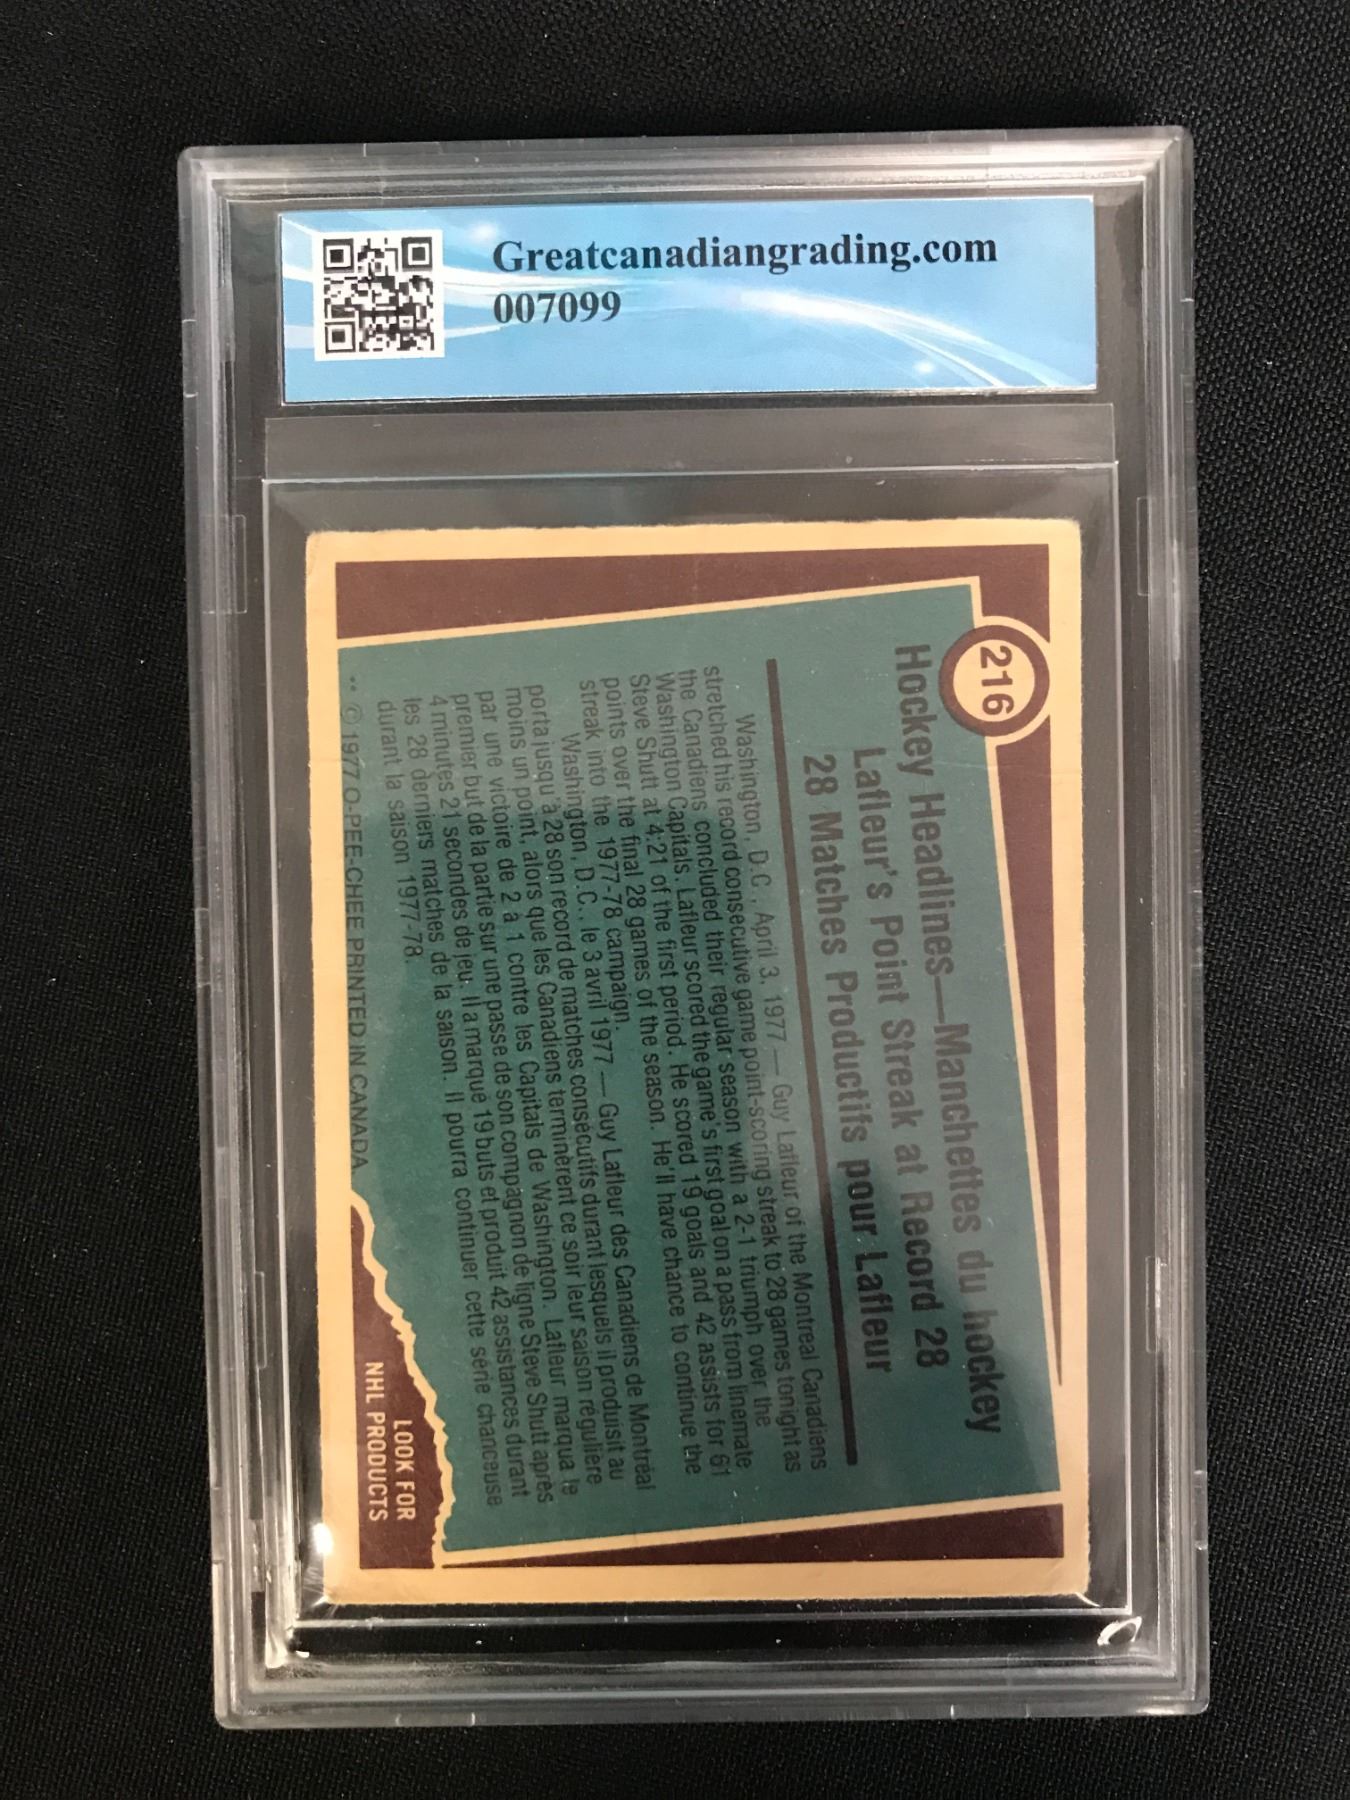 Greatcanadiangrading.com
007099
216
Hockey Headlines—Manchettes du hockey
Lafleur's Point Streak at Record 28
28 Matches Productifs pour Lafleur
Washington, D.C., April 3, 1977 — Guy Lafleur of the Montreal Canadiens
stretched his record consecutive game point-scoring streak to 28 games tonight as
the Canadiens concluded their regular season with a 2-1 triumph over the
Washington Capitals. Lafleur scored the game's first goal on a pass from linemate
Steve Shutt at 4:21 of the first period. He scored 19 goals and 42 assists for 61
points over the final 28 games of the season. He'll have chance to continue the
streak into the 1977-78 campaign.
Washington, D.C., le 3 avril 1977 — Guy Lafleur des Canadiens de Montréal
porta jusqu'à 28 son record de matches consécutifs durant lesquels il produisit au
moins un point, alors que les Canadiens terminèrent ce soir leur saison régulière
par une victoire de 2 à 1 contre les Capitals de Washington. Lafleur marqua le
premier but de la partie sur une passe de son compagnon de ligne Steve Shutt après
4 minutes 21 secondes de jeu. Il a marqué 19 buts et produit 42 assistances durant
les 28 derniers matches de la saison. Il pourra continuer cette série chanceuse
durant la saison 1977-78.
** © 1977 O-PEE-CHEE PRINTED IN CANADA
LOOK FOR
NHL PRODUCTS